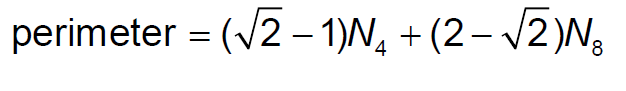 perimeter = (√2 – 1)N₄ + (2 – √2)N₈